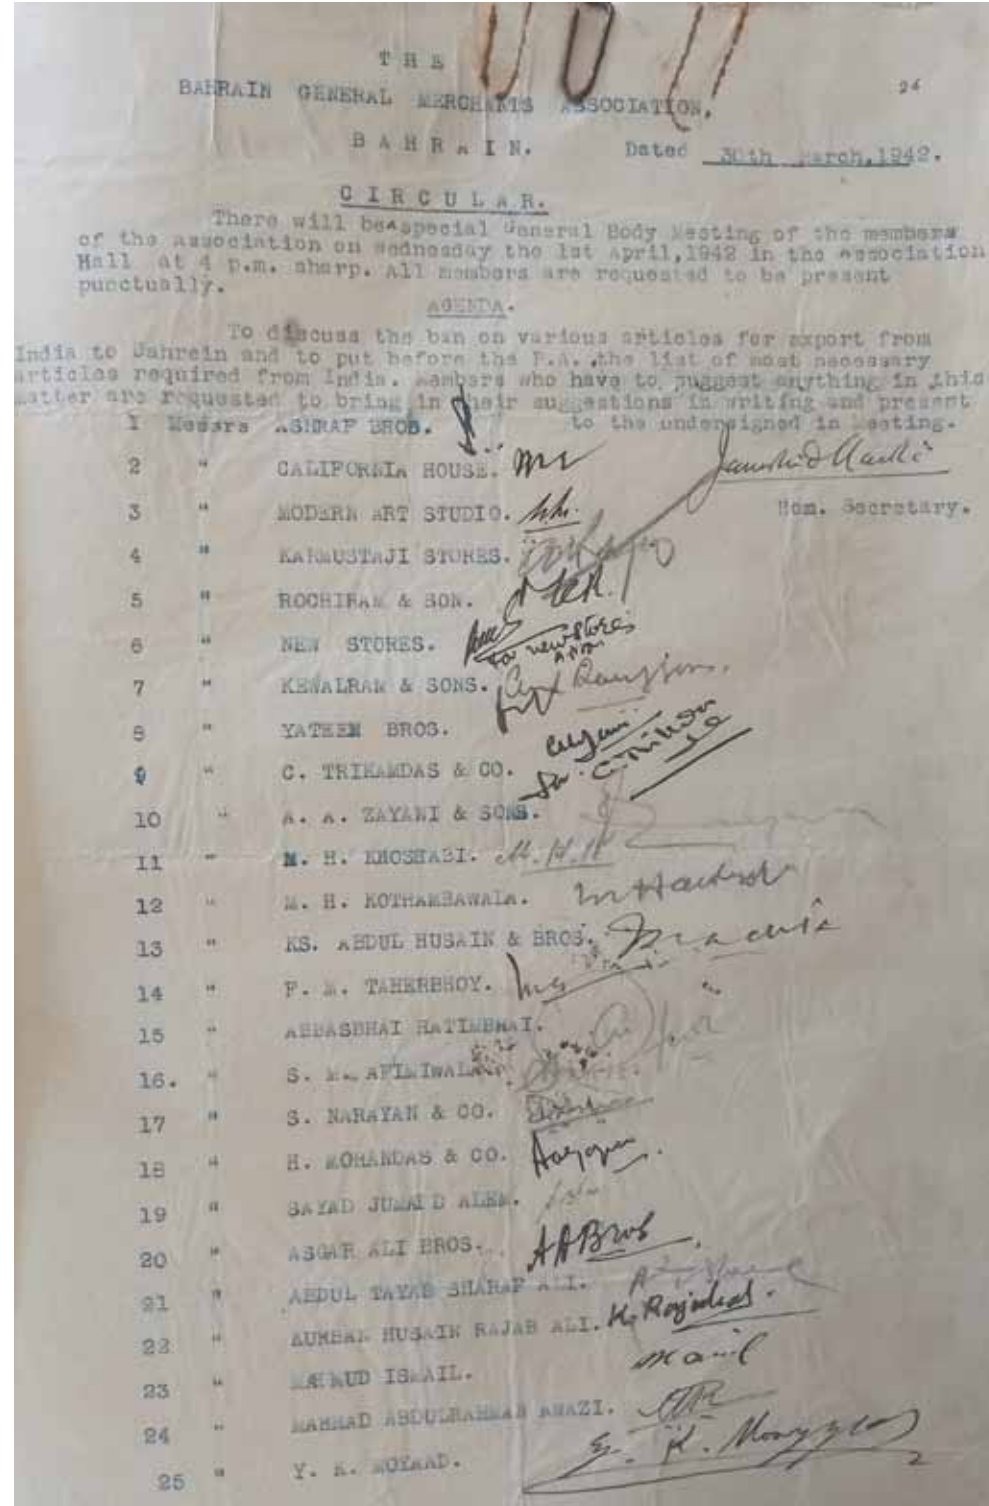 THE
26
BAHRAIN GENERAL MERCHANTS ASSOCIATION.
BAHRAIN. Dated 30th March,1942.
CIRCULAR.
There will be a special General Body Meeting of the members
of the association on Wednesday the 1st April,1942 in the association
Hall at 4 p.m. sharp. All members are requested to be present
punctually.
AGENDA.
To discuss the ban on various articles for export from
India to Bahrein and to put before the P.A. the list of most necessary
articles required from India. Members who have to suggest anything in this
matter are requested to bring in their suggestions in writing and present
to the undersigned in Meeting.
1 Messrs ASHRAF BROS.
2 " CALIFORNIA HOUSE.
Hon. Secretary.
3 " MODERN ART STUDIO.
4 " KARMUSTAJI STORES.
5 " ROCHIRAM & SON.
6 " NEW STORES.
for new stores
7 " KEWALRAM & SONS.
8 " YATEEM BROS.
9 " C. TRIKAMDAS & CO.
10 " A. A. ZAYANI & SONS.
11 " M. H. KHOSHABI. M.H.K
12 " M. H. KOTHAMBAWALA.
13 " KS. ABDUL HUSAIN & BROS.
14 " F. M. TAHERBHOY.
15 " ABBASBHAI HATIMBHAI.
16. " S. M.
17 " S. NARAYAN & CO.
18 " H. MOHANDAS & CO.
19 " SAYAD ALEM.
20 " ASGAR ALI BROS. AABros
21 " ABDUL TAYAB SHARAF ALI.
22 " KURBAN HUSAIN RAJAB ALI. K. Rajabali.
23 " MAHMUD ISMAIL.
24 " MAHMAD ABDULRAHMAN AWAZI.
25 " Y. K. MOYAAD.